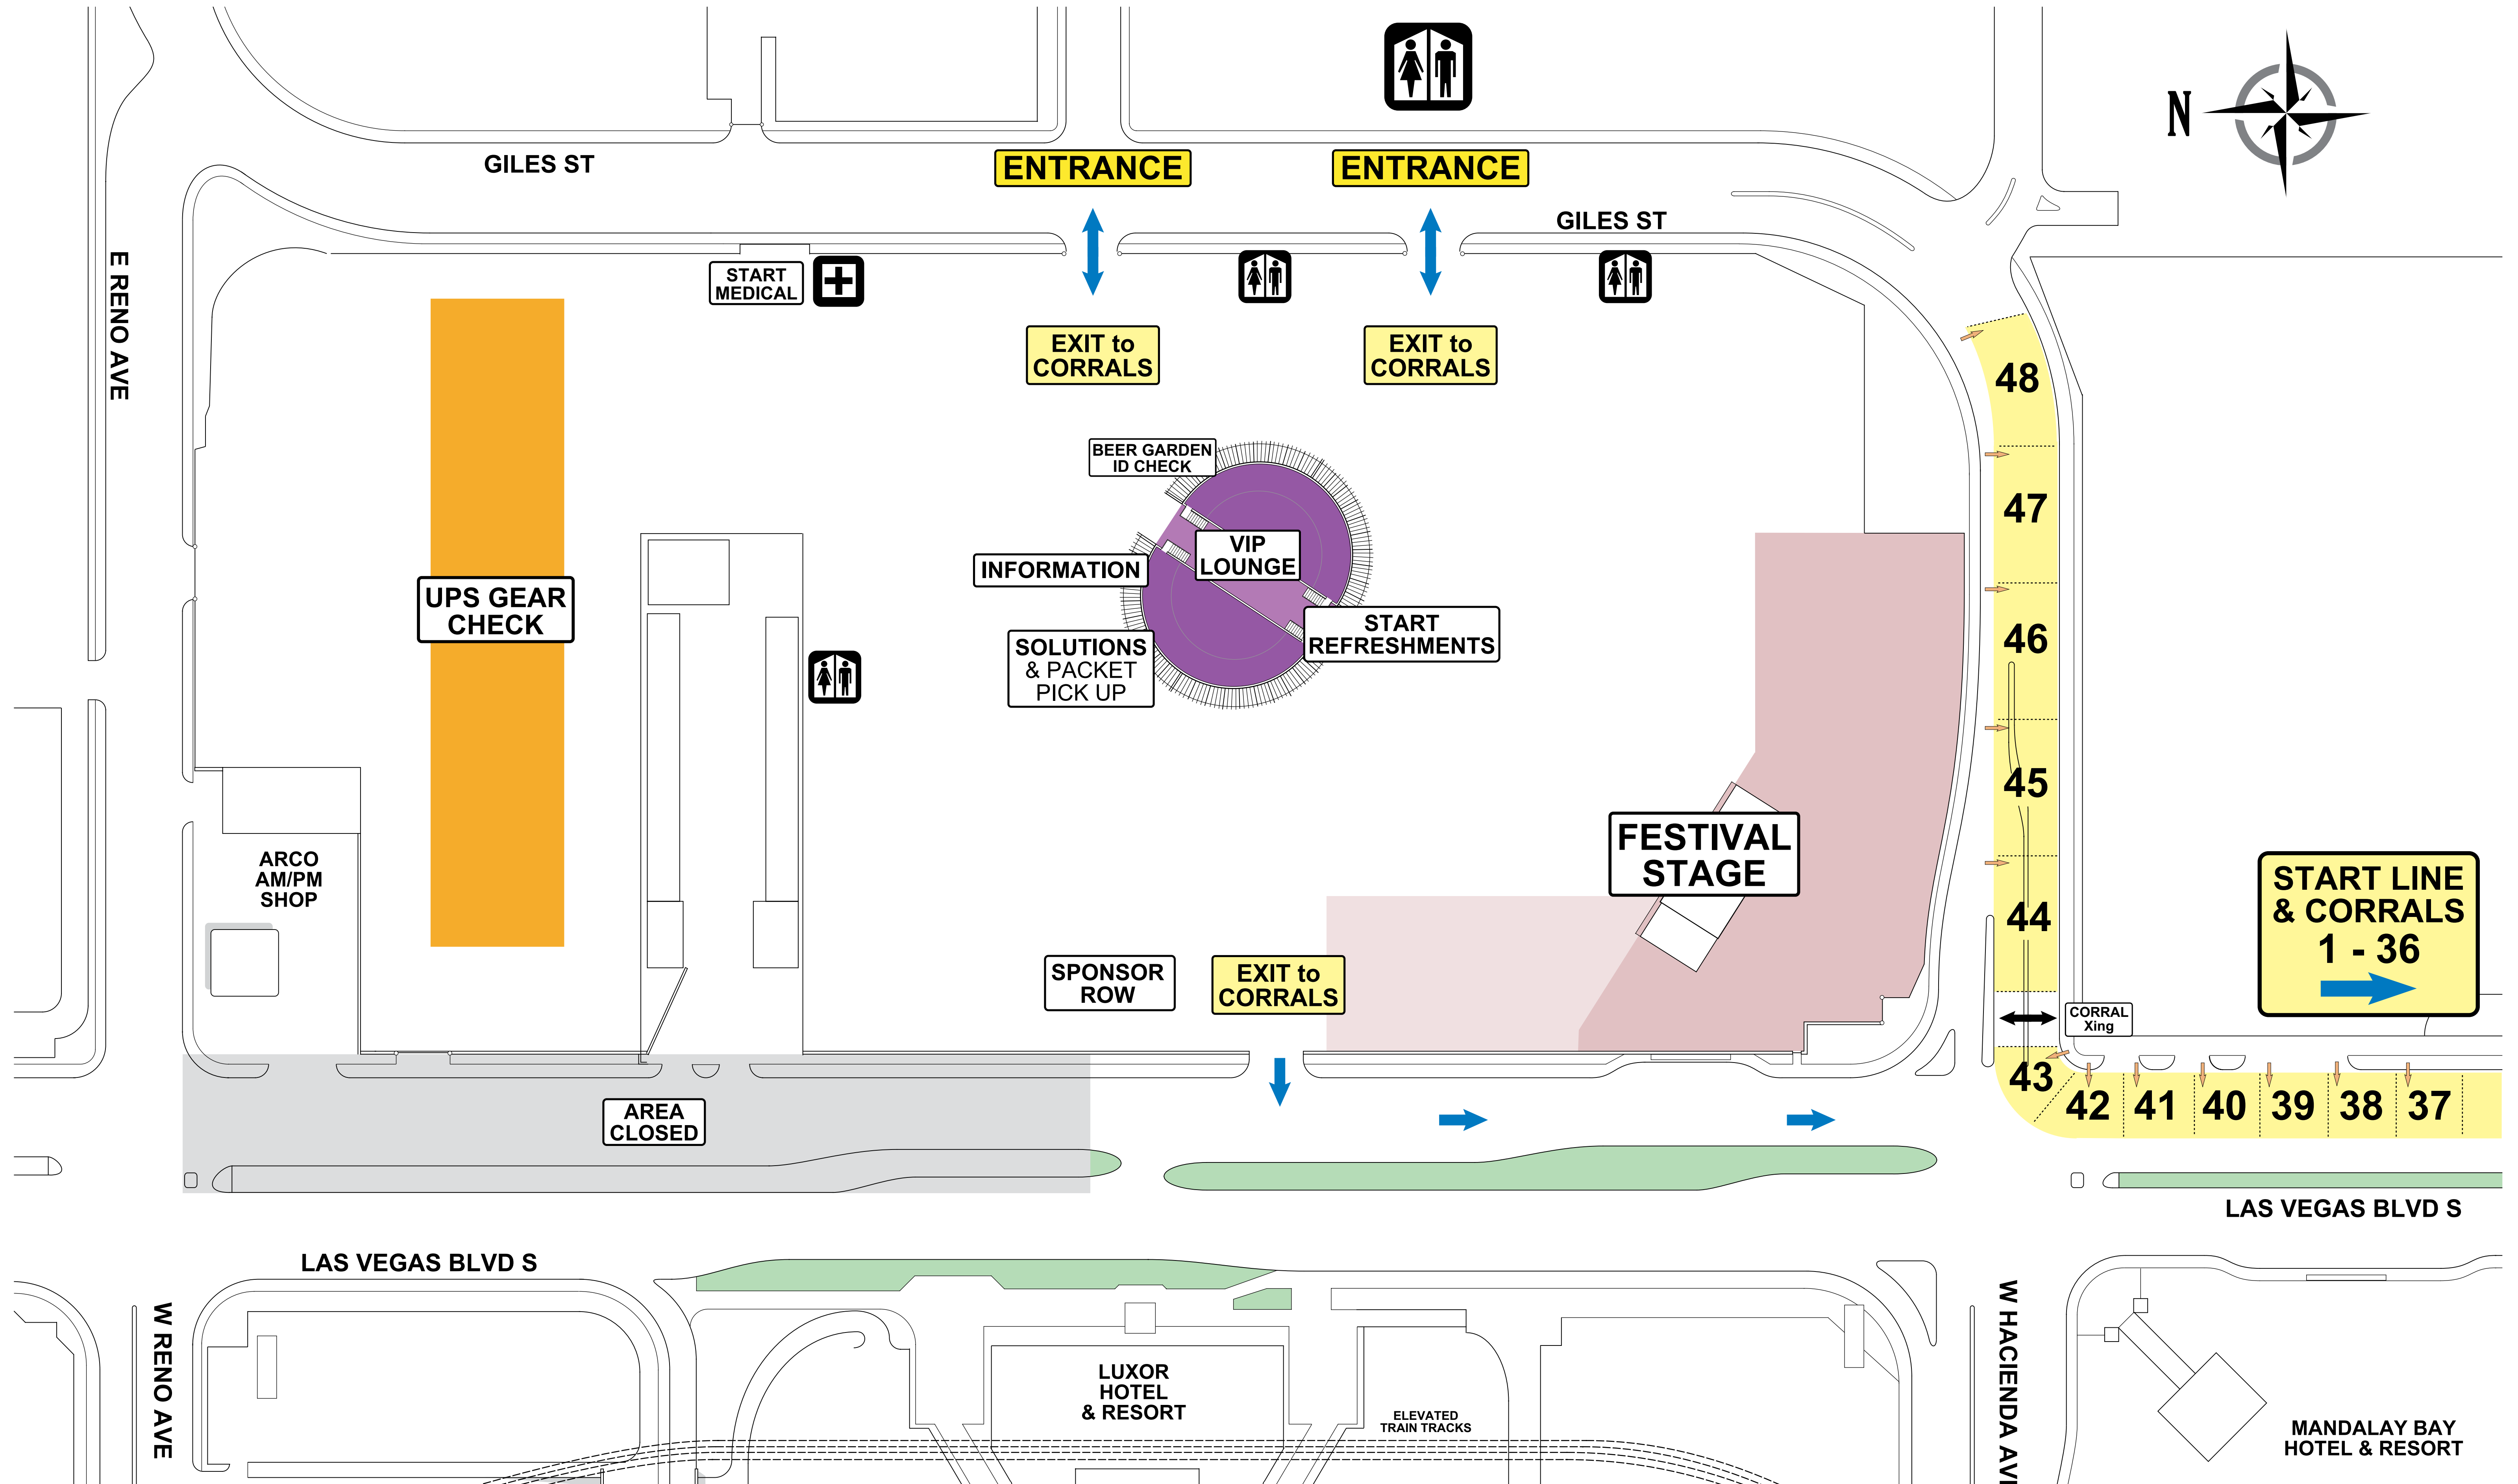 N
GILES ST
ENTRANCE
ENTRANCE
GILES ST
E RENO AVE
START
MEDICAL
EXIT to
CORRALS
EXIT to
CORRALS
48
47
46
45
44
43
42
41
40
39
38
37
BEER GARDEN
ID CHECK
VIP
LOUNGE
INFORMATION
UPS GEAR
CHECK
START
REFRESHMENTS
SOLUTIONS
& PACKET
PICK UP
FESTIVAL
STAGE
ARCO
AM/PM
SHOP
START LINE
& CORRALS
1 - 36
SPONSOR
ROW
EXIT to
CORRALS
CORRAL
Xing
AREA
CLOSED
LAS VEGAS BLVD S
LAS VEGAS BLVD S
W RENO AVE
W HACIENDA AVE
LUXOR
HOTEL
& RESORT
ELEVATED
TRAIN TRACKS
MANDALAY BAY
HOTEL & RESORT